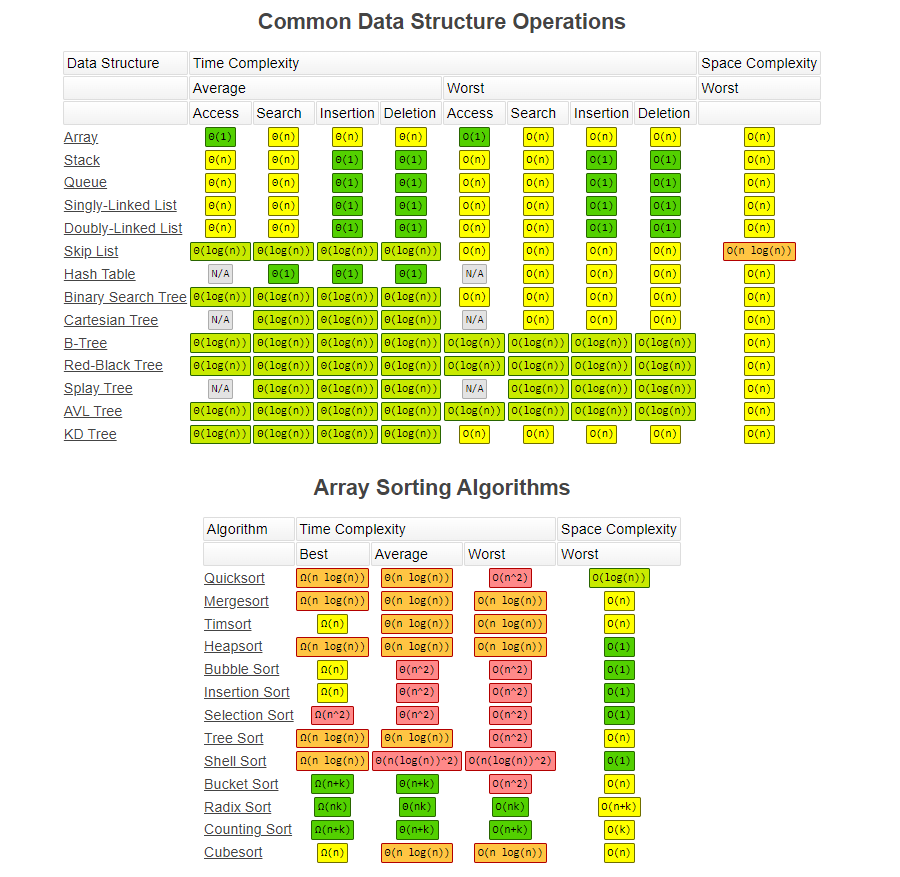 Common Data Structure Operations
Data Structure Time Complexity Space Complexity
Average Worst Worst
Access Search Insertion Deletion Access Search Insertion Deletion
Array Θ(1) Θ(n) Θ(n) Θ(n) O(1) O(n) O(n) O(n) O(n)
Stack Θ(n) Θ(n) Θ(1) Θ(1) O(n) O(n) O(1) O(1) O(n)
Queue Θ(n) Θ(n) Θ(1) Θ(1) O(n) O(n) O(1) O(1) O(n)
Singly-Linked List Θ(n) Θ(n) Θ(1) Θ(1) O(n) O(n) O(1) O(1) O(n)
Doubly-Linked List Θ(n) Θ(n) Θ(1) Θ(1) O(n) O(n) O(1) O(1) O(n)
Skip List Θ(log(n)) Θ(log(n)) Θ(log(n)) Θ(log(n)) O(n) O(n) O(n) O(n) O(n log(n))
Hash Table N/A Θ(1) Θ(1) Θ(1) N/A O(n) O(n) O(n) O(n)
Binary Search Tree Θ(log(n)) Θ(log(n)) Θ(log(n)) Θ(log(n)) O(n) O(n) O(n) O(n) O(n)
Cartesian Tree N/A Θ(log(n)) Θ(log(n)) Θ(log(n)) N/A O(n) O(n) O(n) O(n)
B-Tree Θ(log(n)) Θ(log(n)) Θ(log(n)) Θ(log(n)) O(log(n)) O(log(n)) O(log(n)) O(log(n)) O(n)
Red-Black Tree Θ(log(n)) Θ(log(n)) Θ(log(n)) Θ(log(n)) O(log(n)) O(log(n)) O(log(n)) O(log(n)) O(n)
Splay Tree N/A Θ(log(n)) Θ(log(n)) Θ(log(n)) N/A O(log(n)) O(log(n)) O(log(n)) O(n)
AVL Tree Θ(log(n)) Θ(log(n)) Θ(log(n)) Θ(log(n)) O(log(n)) O(log(n)) O(log(n)) O(log(n)) O(n)
KD Tree Θ(log(n)) Θ(log(n)) Θ(log(n)) Θ(log(n)) O(n) O(n) O(n) O(n) O(n)
Array Sorting Algorithms
Algorithm Time Complexity Space Complexity
Best Average Worst Worst
Quicksort Ω(n log(n)) Θ(n log(n)) O(n^2) O(log(n))
Mergesort Ω(n log(n)) Θ(n log(n)) O(n log(n)) O(n)
Timsort Ω(n) Θ(n log(n)) O(n log(n)) O(n)
Heapsort Ω(n log(n)) Θ(n log(n)) O(n log(n)) O(1)
Bubble Sort Ω(n) Θ(n^2) O(n^2) O(1)
Insertion Sort Ω(n) Θ(n^2) O(n^2) O(1)
Selection Sort Ω(n^2) Θ(n^2) O(n^2) O(1)
Tree Sort Ω(n log(n)) Θ(n log(n)) O(n^2) O(n)
Shell Sort Ω(n log(n)) Θ(n(log(n))^2) O(n(log(n))^2) O(1)
Bucket Sort Ω(n+k) Θ(n+k) O(n^2) O(n)
Radix Sort Ω(nk) Θ(nk) O(nk) O(n+k)
Counting Sort Ω(n+k) Θ(n+k) O(n+k) O(k)
Cubesort Ω(n) Θ(n log(n)) O(n log(n)) O(n)